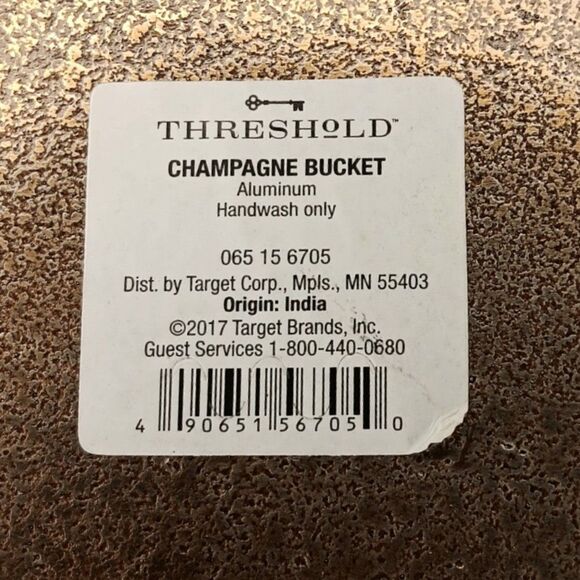 THRESHOLD™
CHAMPAGNE BUCKET
Aluminum
Handwash only
065 15 6705
Dist. by Target Corp., Mpls., MN 55403
Origin: India
©2017 Target Brands, Inc.
Guest Services 1-800-440-0680
4 90651 56705 0